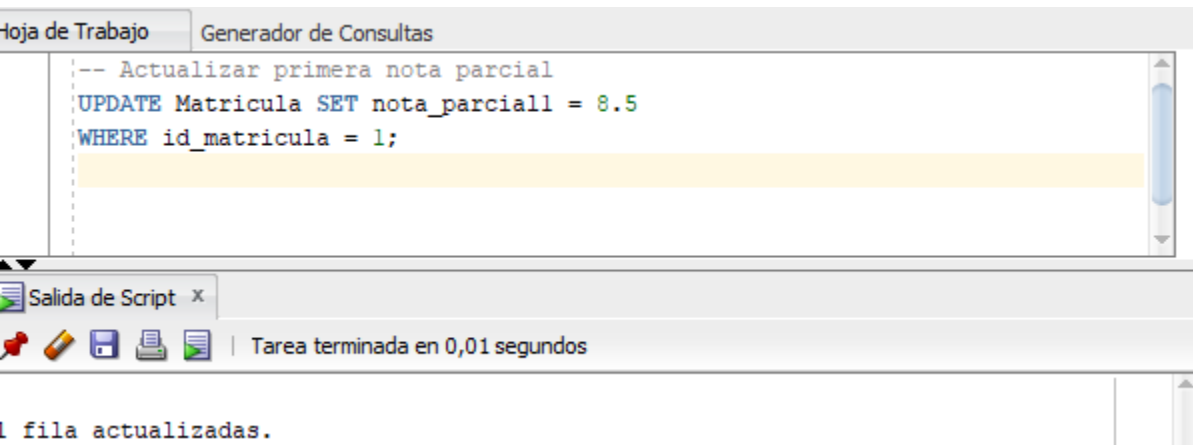 Hoja de Trabajo Generador de Consultas
-- Actualizar primera nota parcial
UPDATE Matricula SET nota_parcial1 = 8.5
WHERE id_matricula = 1;
Salida de Script x
Tarea terminada en 0,01 segundos
1 fila actualizadas.